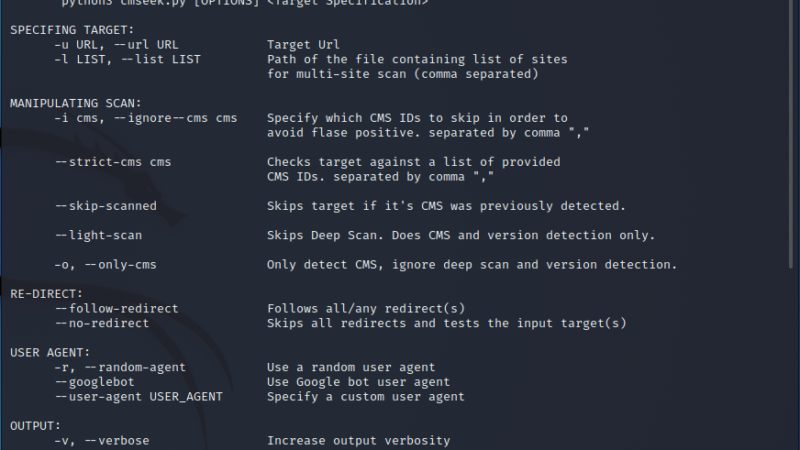 python3 cmseek.py [OPTIONS] <Target Specification>
SPECIFING TARGET:
-u URL, --url URL Target Url
-l LIST, --list LIST Path of the file containing list of sites
for multi-site scan (comma separated)
MANIPULATING SCAN:
-i cms, --ignore--cms cms Specify which CMS IDs to skip in order to
avoid flase positive. separated by comma ","
--strict-cms cms Checks target against a list of provided
CMS IDs. separated by comma ","
--skip-scanned Skips target if it's CMS was previously detected.
--light-scan Skips Deep Scan. Does CMS and version detection only.
-o, --only-cms Only detect CMS, ignore deep scan and version detection.
RE-DIRECT:
--follow-redirect Follows all/any redirect(s)
--no-redirect Skips all redirects and tests the input target(s)
USER AGENT:
-r, --random-agent Use a random user agent
--googlebot Use Google bot user agent
--user-agent USER_AGENT Specify a custom user agent
OUTPUT:
-v, --verbose Increase output verbosity